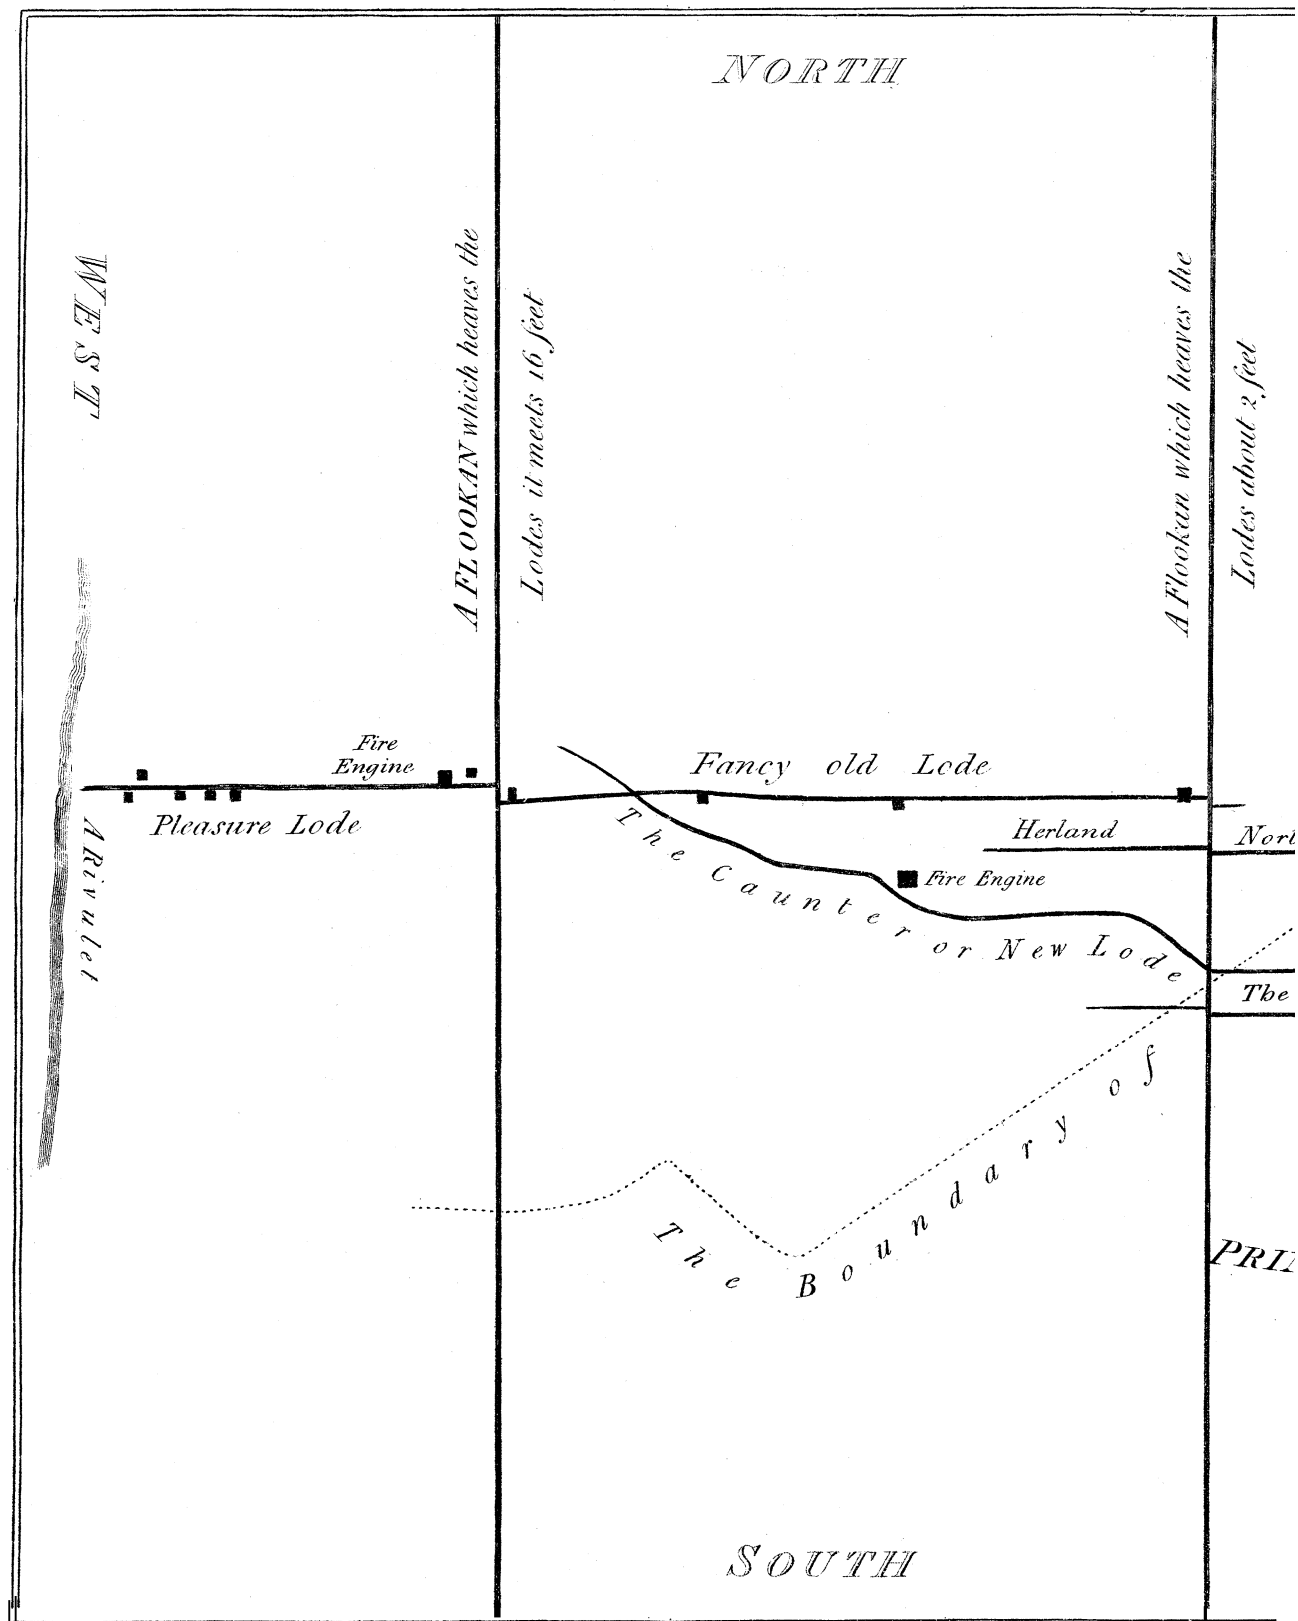 NORTH
WEST
A FLOOKAN which heaves the
Lodes it meets 16 feet
A Flookan which heaves the
Lodes about 2 feet
Fire
Engine
Pleasure Lode
A Rivulet
Fancy old Lode
Herland
Nort
The Caunter or New Lode
Fire Engine
The
The Boundary of
PRIN
SOUTH